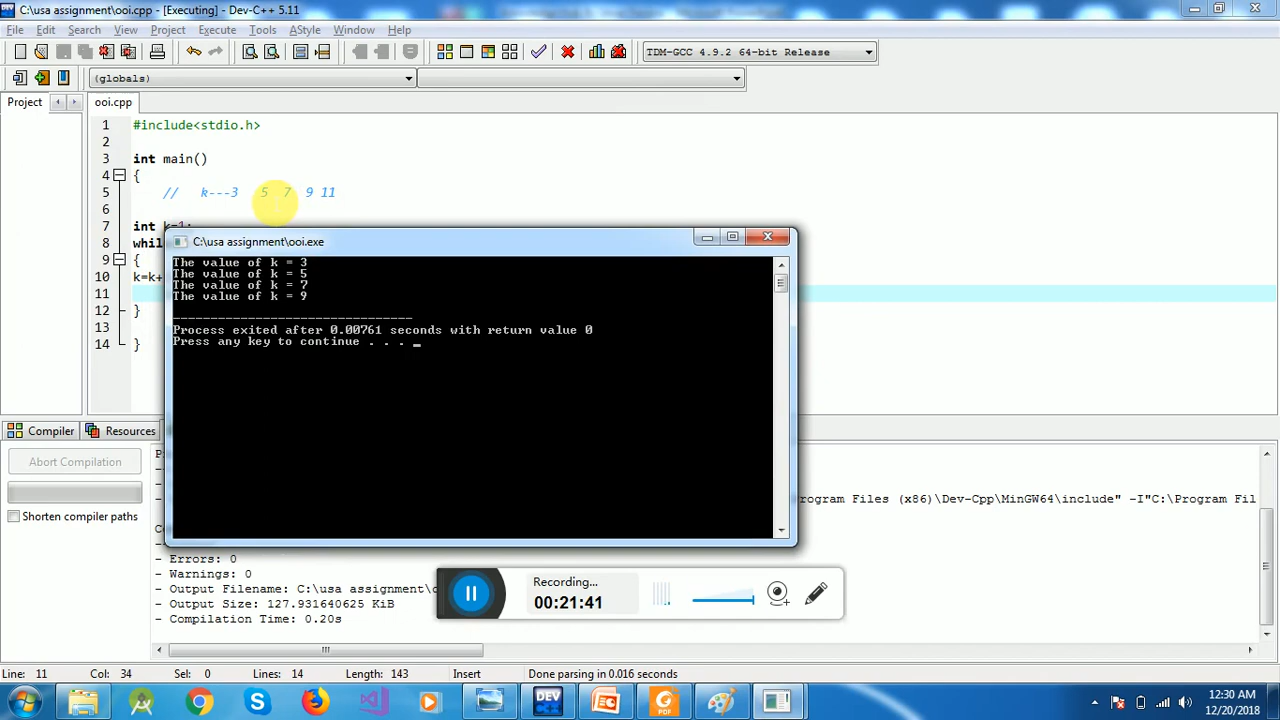 C:\usa assignment\ooi.cpp - [Executing] - Dev-C++ 5.11
File Edit Search View Project Execute Tools AStyle Window Help
TDM-GCC 4.9.2 64-bit Release
(globals)
Project ooi.cpp
1 #include<stdio.h>
2
3 int main()
4 {
5 // k---3 5 7 9 11
6
7 int k=1;
8 while
9 {
10 k=k+
11
12 }
13
14 }
C:\usa assignment\ooi.exe
The value of k = 3
The value of k = 5
The value of k = 7
The value of k = 9
--------------------------------
Process exited after 0.00761 seconds with return value 0
Press any key to continue . . . _
Compiler Resources
Abort Compilation
Shorten compiler paths
rogram Files (x86)\Dev-Cpp\MinGW64\include" -I"C:\Program Fil
- Errors: 0
- Warnings: 0
- Output Filename: C:\usa assignment\o
- Output Size: 127.931640625 KiB
- Compilation Time: 0.20s
Recording...
00:21:41
Line: 11 Col: 34 Sel: 0 Lines: 14 Length: 143 Insert Done parsing in 0.016 seconds
DEV
PDF
12:30 AM
12/20/2018